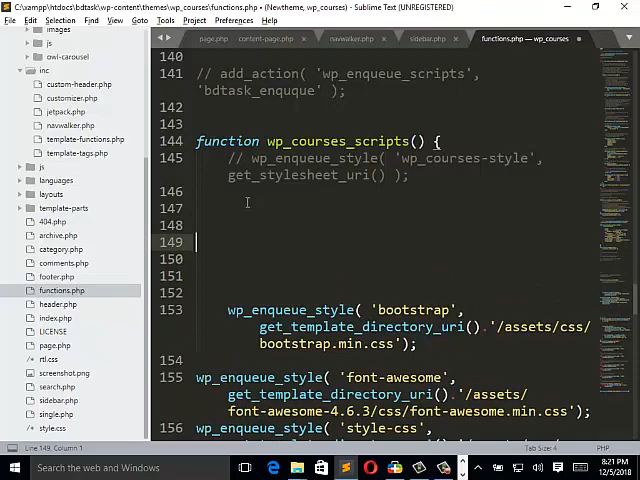 C:\xampp\htdocs\bdtask\wp-content\themes\wp_courses\functions.php • (Newtheme, wp_courses) - Sublime Text (UNREGISTERED)
File Edit Selection Find View Goto Tools Project Preferences Help
images
js
owl-carousel
inc
custom-header.php
customizer.php
jetpack.php
navwalker.php
template-functions.php
template-tags.php
js
languages
layouts
template-parts
404.php
archive.php
category.php
comments.php
footer.php
functions.php
header.php
index.php
LICENSE
page.php
rtl.css
screenshot.png
search.php
sidebar.php
single.php
style.css
page.php content-page.php × navwalker.php × sidebar.php × functions.php — wp_courses
140
141 // add_action( 'wp_enqueue_scripts',
'bdtask_enquque' );
142
143
144 function wp_courses_scripts() {
145 // wp_enqueue_style( 'wp_courses-style',
get_stylesheet_uri() );
146
147
148
149
150
151
152
153 wp_enqueue_style( 'bootstrap',
get_template_directory_uri().'/assets/css/
bootstrap.min.css');
154
155 wp_enqueue_style( 'font-awesome',
get_template_directory_uri().'/assets/
font-awesome-4.6.3/css/font-awesome.min.css');
156 wp_enqueue_style( 'style-css',
Line 149, Column 1 Tab Size: 4 PHP
Search the web and Windows
8:21 PM
12/5/2018